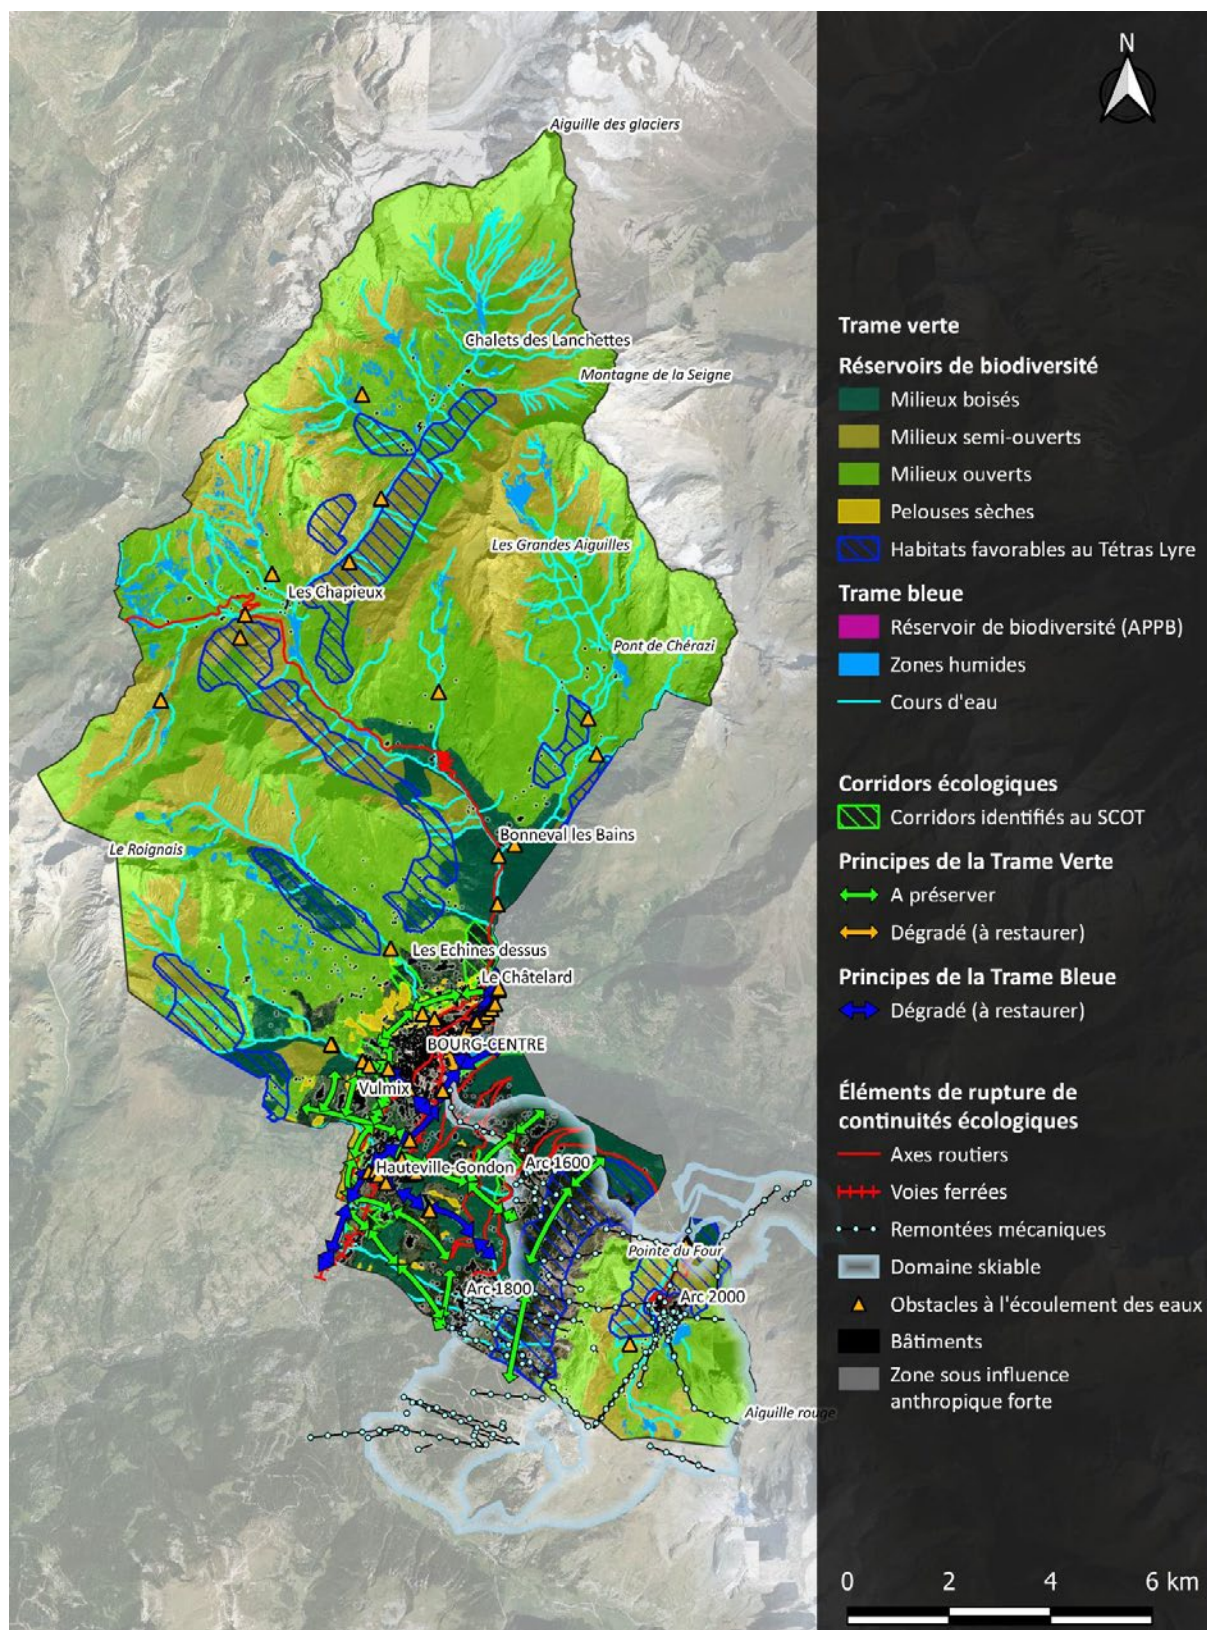 N
Aiguille des glaciers
Chalets des Lanchettes
Montagne de la Seigne
Les Grandes Aiguilles
Les Chapieux
Pont de Chérazi
Bonneval les Bains
Le Roignais
Les Echines dessus
Le Châtelard
BOURG-CENTRE
Vulmix
Arc 1600
Hauteville-Gondon
Pointe du Four
Arc 1800
Arc 2000
Aiguille rouge
Trame verte
Réservoirs de biodiversité
Milieux boisés
Milieux semi-ouverts
Milieux ouverts
Pelouses sèches
Habitats favorables au Tétras Lyre
Trame bleue
Réservoir de biodiversité (APPB)
Zones humides
Cours d'eau
Corridors écologiques
Corridors identifiés au SCOT
Principes de la Trame Verte
A préserver
Dégradé (à restaurer)
Principes de la Trame Bleue
Dégradé (à restaurer)
Éléments de rupture de
continuités écologiques
Axes routiers
Voies ferrées
Remontées mécaniques
Domaine skiable
Obstacles à l'écoulement des eaux
Bâtiments
Zone sous influence
anthropique forte
0 2 4 6 km